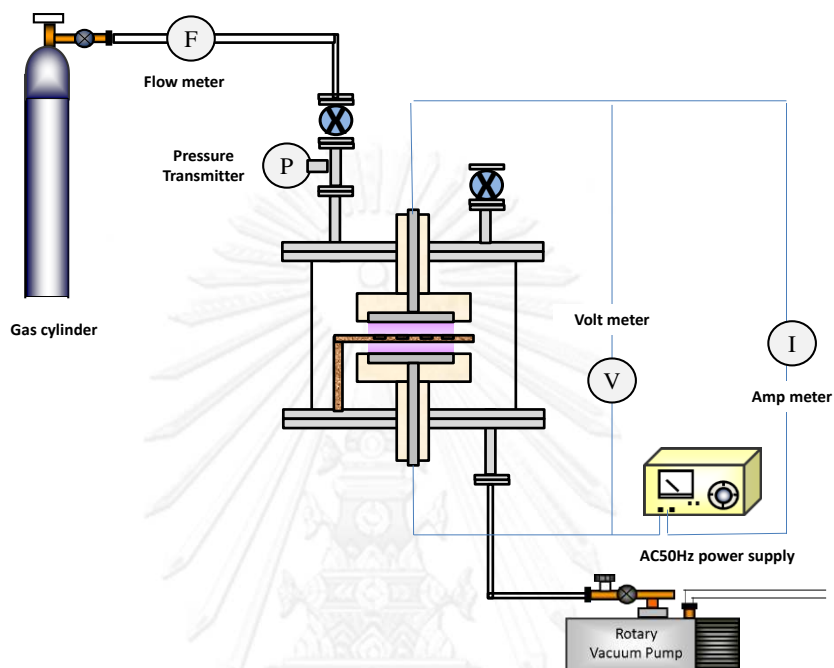 F
Flow meter
Pressure
Transmitter
P
Gas cylinder
Volt meter
V
I
Amp meter
AC50Hz power supply
Rotary
Vacuum Pump